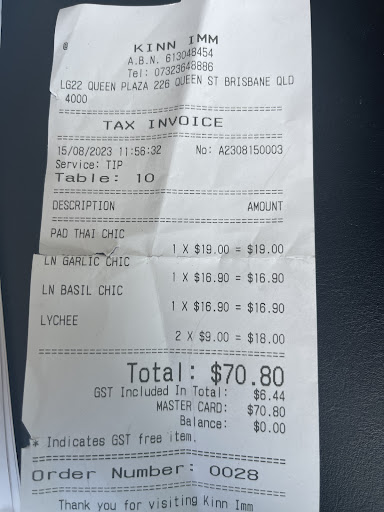 KINN IMM
A.B.N. 613048454
Tel: 07323648886
LG22 QUEEN PLAZA 226 QUEEN ST BRISBANE QLD
4000
TAX INVOICE
15/08/2023 11:56:32 No: A2308150003
Service: TIP
Table: 10
DESCRIPTION AMOUNT
PAD THAI CHIC
1 X $19.00 = $19.00
LN GARLIC CHIC
1 X $16.90 = $16.90
LN BASIL CHIC
1 X $16.90 = $16.90
LYCHEE
2 X $9.00 = $18.00
Total: $70.80
GST Included In Total: $6.44
MASTER CARD: $70.80
Balance: $0.00
* Indicates GST free item.
Order Number: 0028
Thank you for visiting Kinn Imm